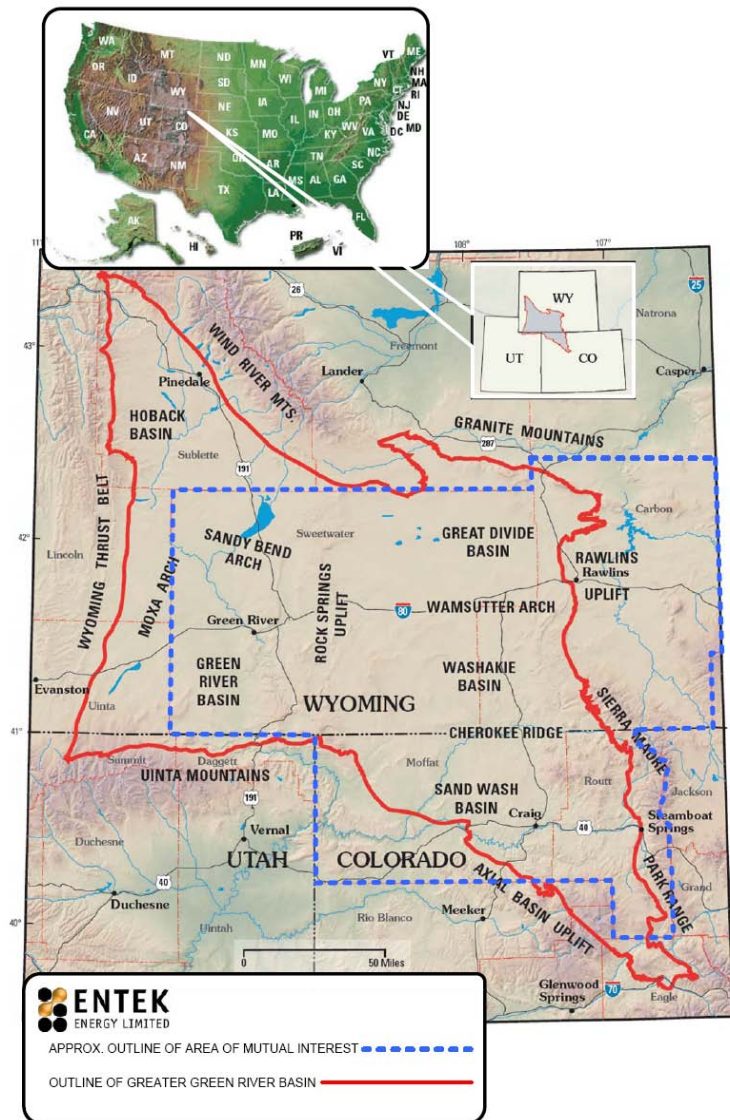 WA
MT
ND
MN
VT
ME
OR
ID
SD
WI
MI
NY
NH
MA
WY
CT
RI
NV
NE
IA
PA
NJ
UT
CO
IL
IN
OH
DE
CA
KS
MO
WV
VA
DC
MD
KY
AZ
NM
OK
AR
TN
NC
SC
MS
AL
GA
TX
LA
FL
AK
HI
PR
VI
108
107
26
25
WY
UT
CO
Natrona
43
WIND RIVER MTS.
Freemont
Lander
Casper
Pinedale
HOBACK
BASIN
GRANITE MOUNTAINS
287
Sublette
191
WYOMING THRUST BELT
Carbon
42
Lincoln
SANDY BEND
ARCH
Sweetwater
GREAT DIVIDE
BASIN
RAWLINS
Rawlins
UPLIFT
MOXA ARCH
ROCK SPRINGS
UPLIFT
80
WAMSUTTER ARCH
Green River
GREEN
RIVER
BASIN
WASHAKIE
BASIN
Evanston
Uinta
WYOMING
SIERRA MADRE
41
CHEROKEE RIDGE
Summit
Daggett
UINTA MOUNTAINS
Moffat
Routt
Jackson
SAND WASH
BASIN
191
Craig
40
Steamboat
Springs
Vernal
Duchesne
UTAH
COLORADO
PARK RANGE
Grand
40
Duchesne
AXIAL BASIN UPLIFT
Meeker
40
Uintah
Rio Blanco
0
50 Miles
Glenwood
Springs
70
Eagle
ENTEK
ENERGY LIMITED
APPROX. OUTLINE OF AREA OF MUTUAL INTEREST
OUTLINE OF GREATER GREEN RIVER BASIN